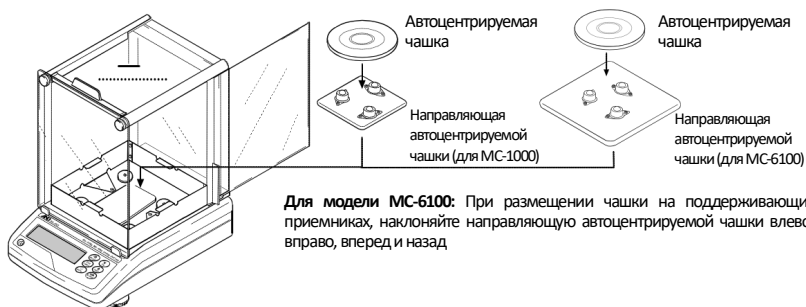 Автоцентрируемая
чашка
Автоцентрируемая
чашка
Направляющая
автоцентрируемой
чашки (для MC-1000)
Направляющая
автоцентрируемой
чашки (для MC-6100)
Для модели MC-6100: При размещении чашки на поддерживающи
приемниках, наклоняйте направляющую автоцентрируемой чашки влево
вправо, вперед и назад